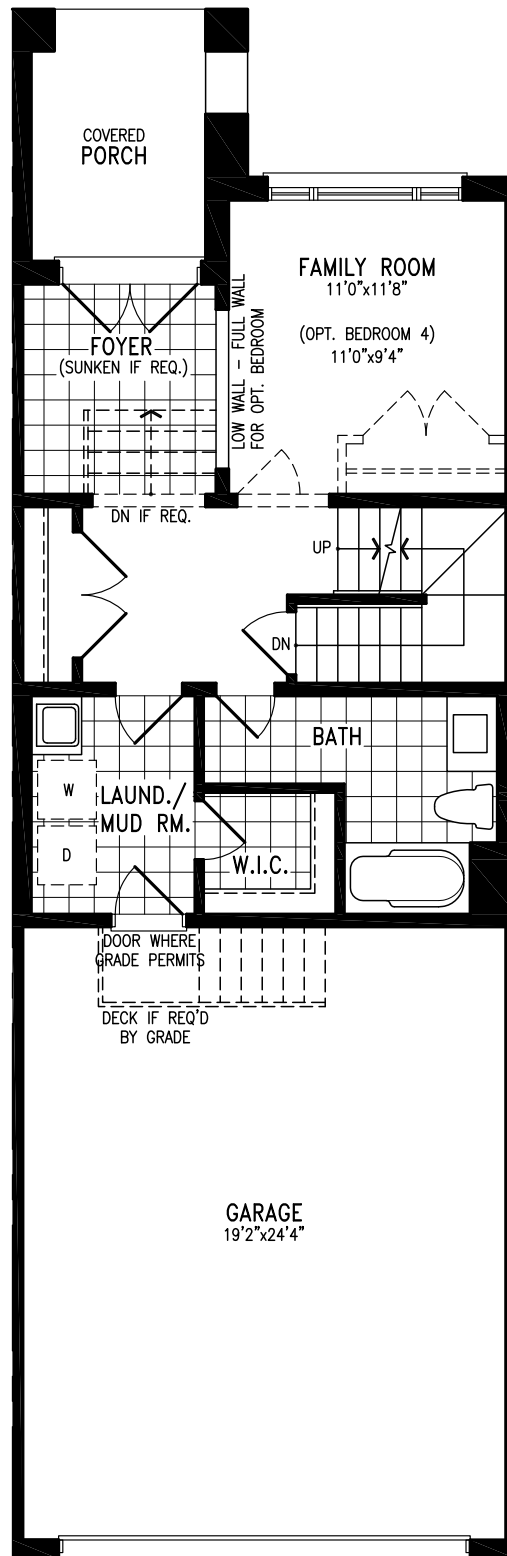 COVERED
PORCH
FAMILY ROOM
11'0"x11'8"
(OPT. BEDROOM 4)
11'0"x9'4"
LOW WALL - FULL WALL
FOR OPT. BEDROOM
FOYER
(SUNKEN IF REQ.)
DN IF REQ.
UP
DN
BATH
W
LAUND./
MUD RM.
D
W.I.C.
DOOR WHERE
GRADE PERMITS
DECK IF REQ'D
BY GRADE
GARAGE
19'2"x24'4"